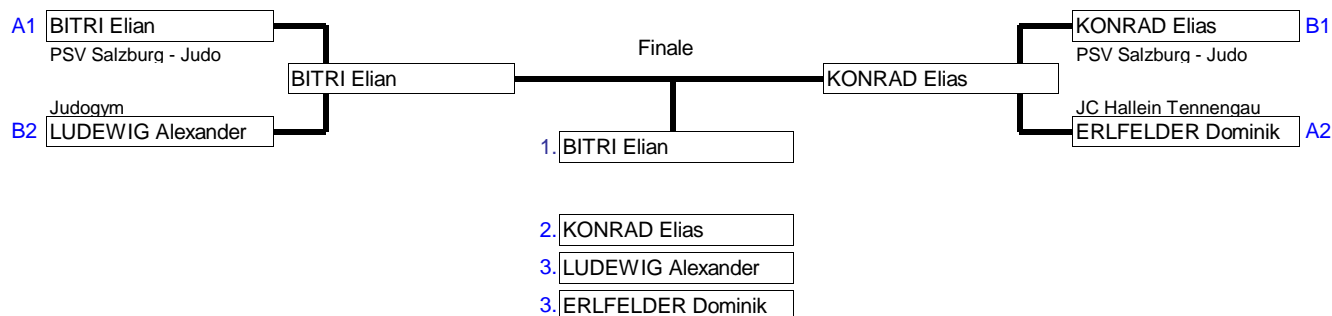 A1 BITRI Elian
PSV Salzburg - Judo
BITRI Elian
Judogym
B2 LUDEWIG Alexander
Finale
KONRAD Elias B1
PSV Salzburg - Judo
KONRAD Elias
JC Hallein Tennengau
ERLFELDER Dominik A2
1. BITRI Elian
2. KONRAD Elias
3. LUDEWIG Alexander
3. ERLFELDER Dominik